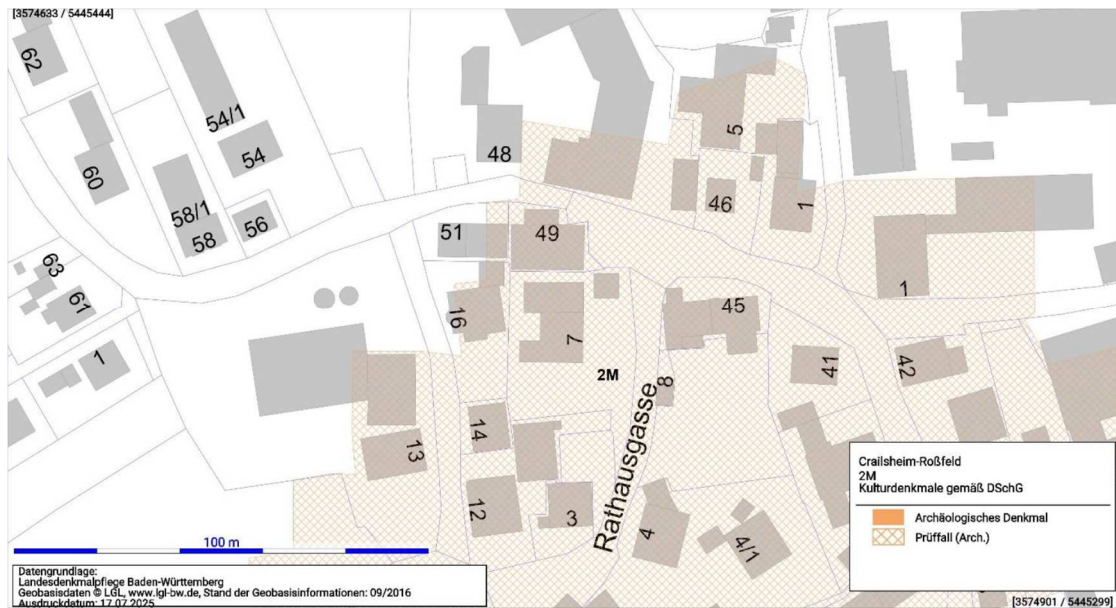 [3574633 / 5445444]
62
54/1
54
60
58/1
58
56
48
5
46
1
63
61
1
51
49
16
7
45
1
2M
8
41
42
13
14
12
3
Rathausgasse
4
4/1
Crailsheim-Roßfeld
2M
Kulturdenkmale gemäß DSchG
Archäologisches Denkmal
Prüffall (Arch.)
100 m
Datengrundlage:
Landesdenkmalpflege Baden-Württemberg
Geobasisdaten © LGL, www.lgl-bw.de, Stand der Geobasisinformationen: 09/2016
Ausdruckdatum: 17.07.2025
[3574901 / 5445299]